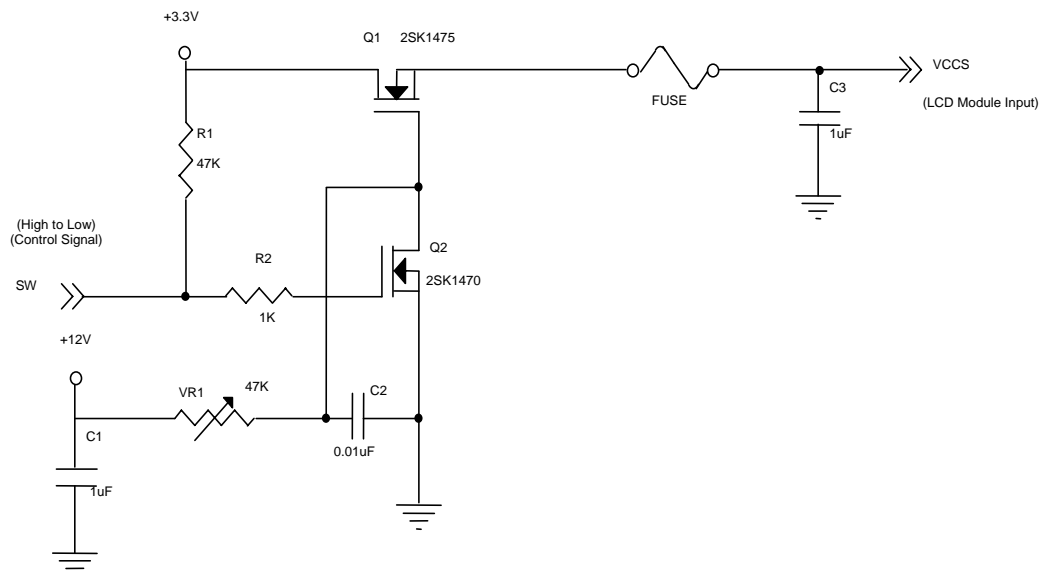 +3.3V
Q1 2SK1475
VCCS
FUSE
C3
(LCD Module Input)
R1
1uF
47K
(High to Low)
(Control Signal)
Q2
R2
SW
2SK1470
1K
+12V
VR1
47K
C2
C1
0.01uF
1uF